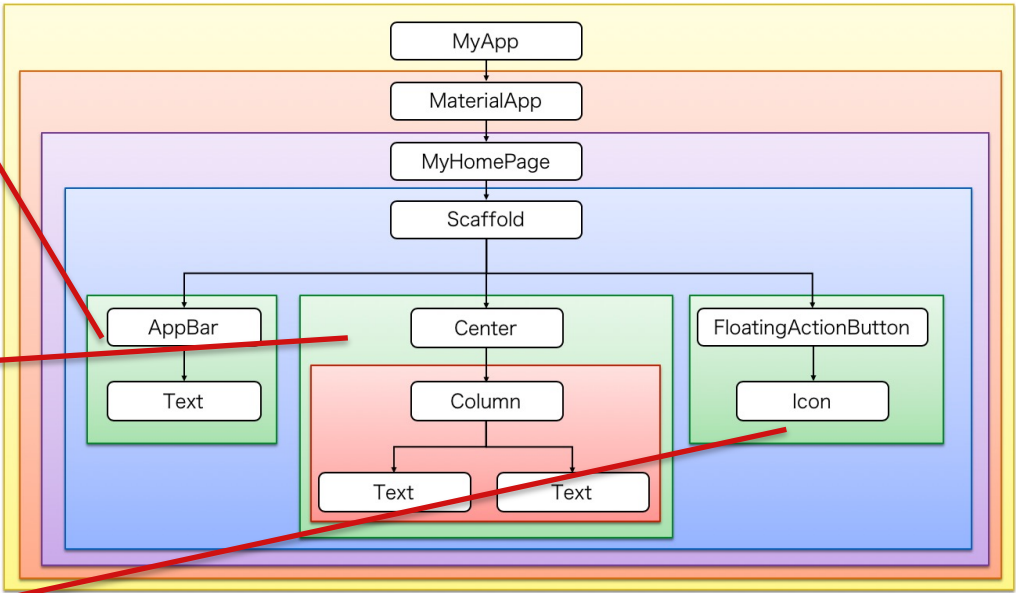 MyApp
MaterialApp
MyHomePage
Scaffold
AppBar
Center
FloatingActionButton
Text
Column
Icon
Text
Text